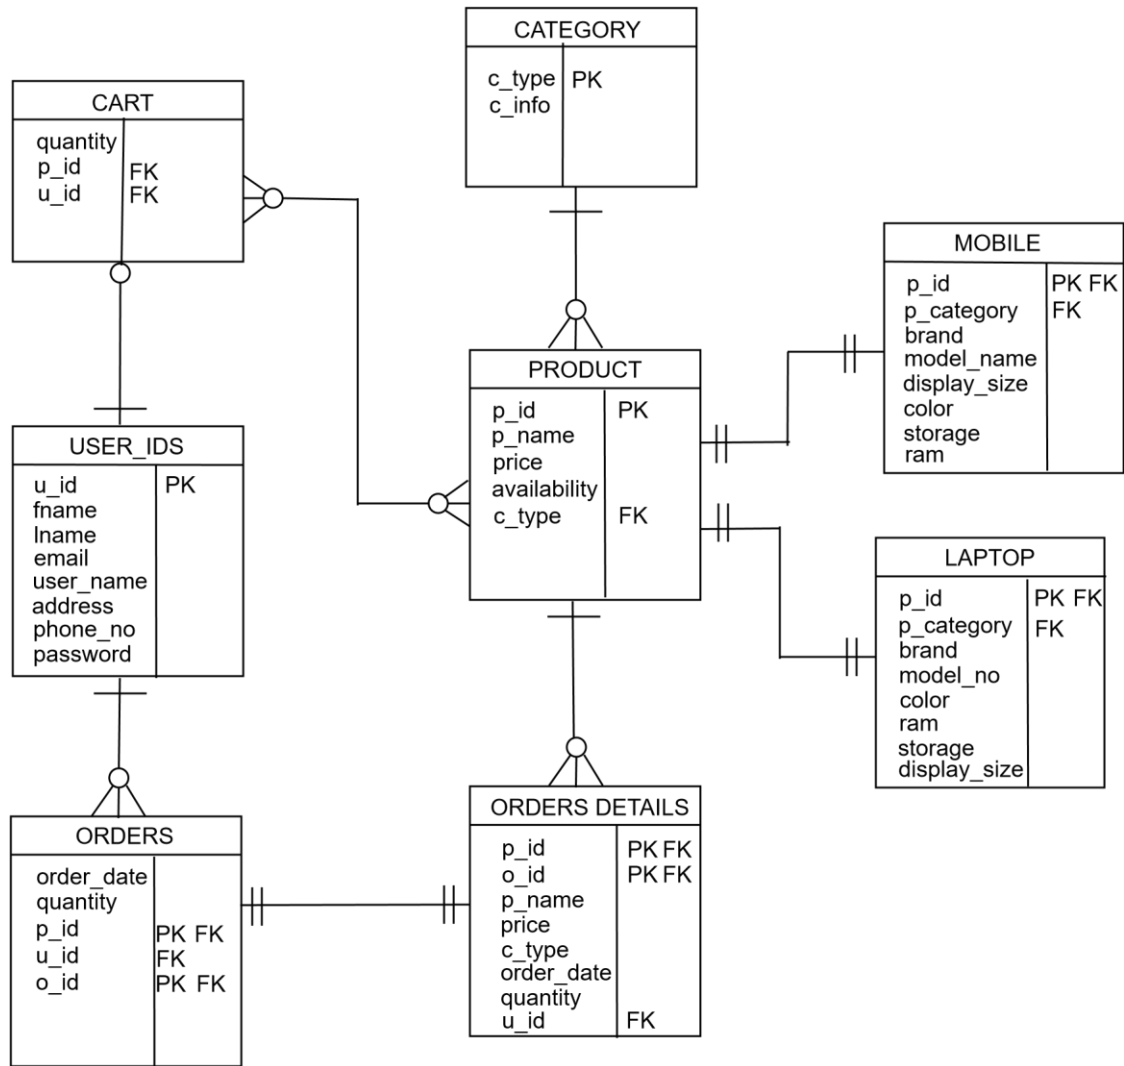 CATEGORY
c_type PK
c_info
CART
quantity
p_id FK
u_id FK
MOBILE
p_id PK FK
p_category FK
brand
model_name
display_size
color
storage
ram
PRODUCT
p_id PK
p_name
price
availability
c_type FK
USER_IDS
u_id PK
fname
lname
email
user_name
address
phone_no
password
LAPTOP
p_id PK FK
p_category FK
brand
model_no
color
ram
storage
display_size
ORDERS
order_date
quantity
p_id PK FK
u_id FK
o_id PK FK
ORDERS DETAILS
p_id PK FK
o_id PK FK
p_name
price
c_type
order_date
quantity
u_id FK